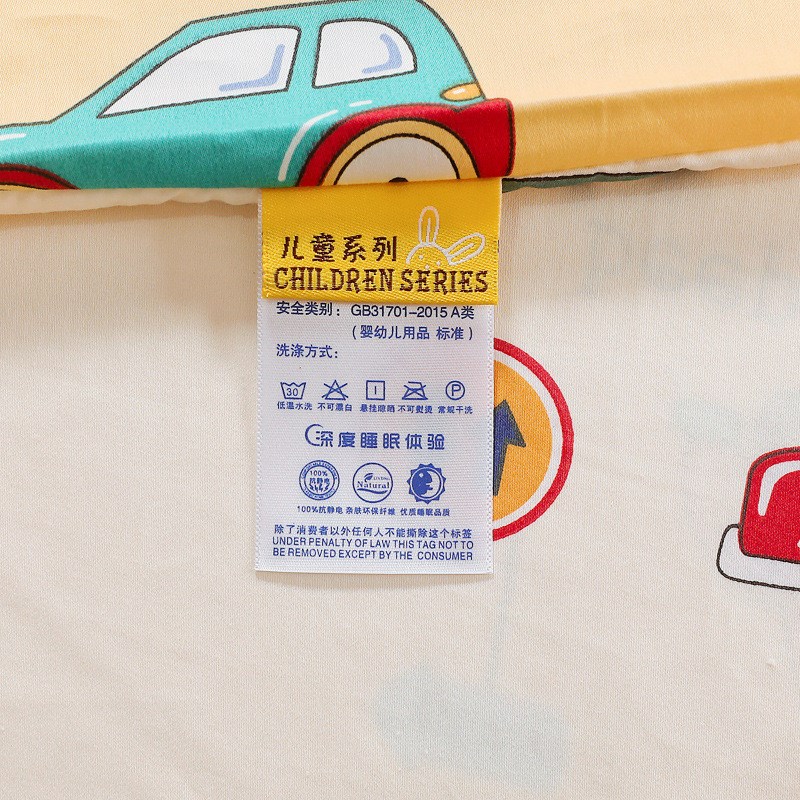 儿童系列
CHILDREN SERIES
安全类别：GB31701-2015 A类
（婴幼儿用品 标准）
洗涤方式：
30 P
低温水洗 不可漂白 悬挂晾晒 不可熨烫 常规干洗
深度睡眠体验
100%
抗静电
Natural
100%抗静电 亲肤环保纤维 优质睡眠品质
除了消费者以外任何人不能撕除这个标签
UNDER PENALTY OF LAW THIS TAG NOT TO
BE REMOVED EXCEPT BY THE CONSUMER